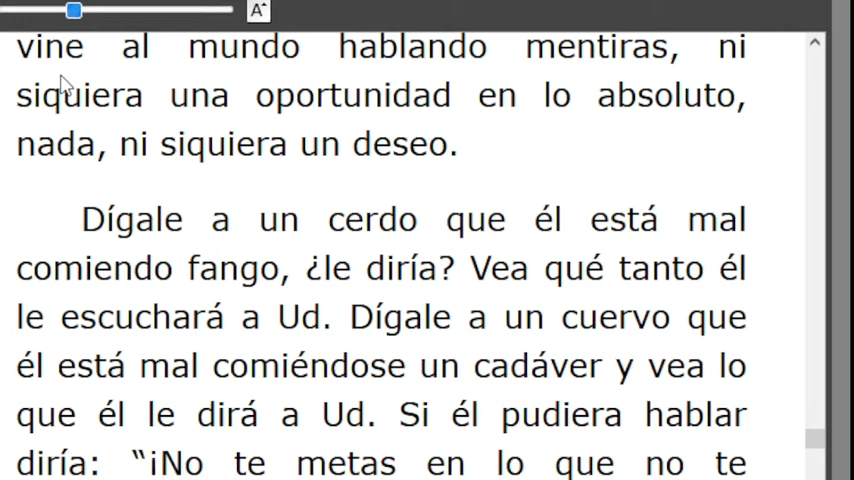 A
vine al mundo hablando mentiras, ni
siquiera una oportunidad en lo absoluto,
nada, ni siquiera un deseo.
Dígale a un cerdo que él está mal
comiendo fango, ¿le diría? Vea qué tanto él
le escuchará a Ud. Dígale a un cuervo que
él está mal comiéndose un cadáver y vea lo
que él le dirá a Ud. Si él pudiera hablar
diría: “¡No te metas en lo que no te